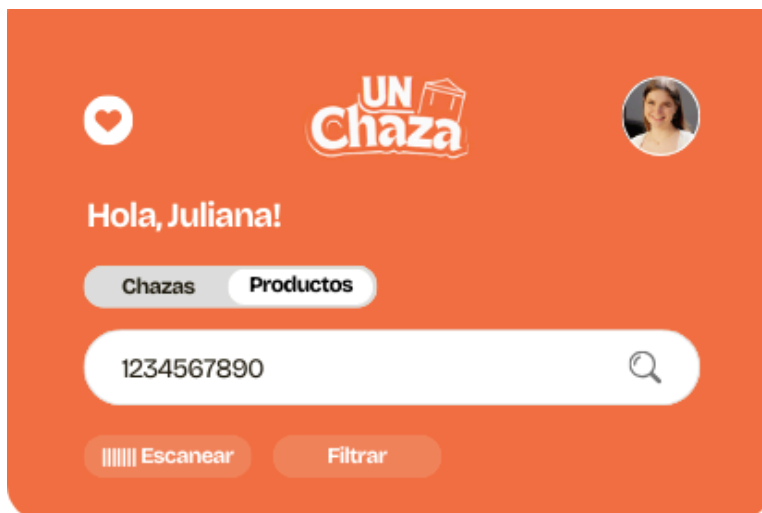 UN
Chaza
Hola, Juliana!
Chazas Productos
1234567890
Escanear Filtrar